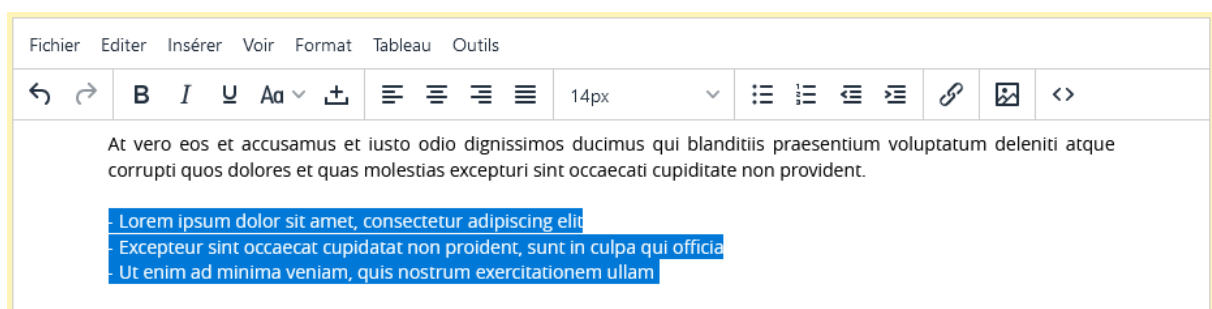 Fichier Editer Insérer Voir Format Tableau Outils
B I U Aa 14px
At vero eos et accusamus et iusto odio dignissimos ducimus qui blanditiis praesentium voluptatum deleniti atque
corrupti quos dolores et quas molestias excepturi sint occaecati cupiditate non provident.
- Lorem ipsum dolor sit amet, consectetur adipiscing elit
- Excepteur sint occaecat cupidatat non proident, sunt in culpa qui officia
- Ut enim ad minima veniam, quis nostrum exercitationem ullam